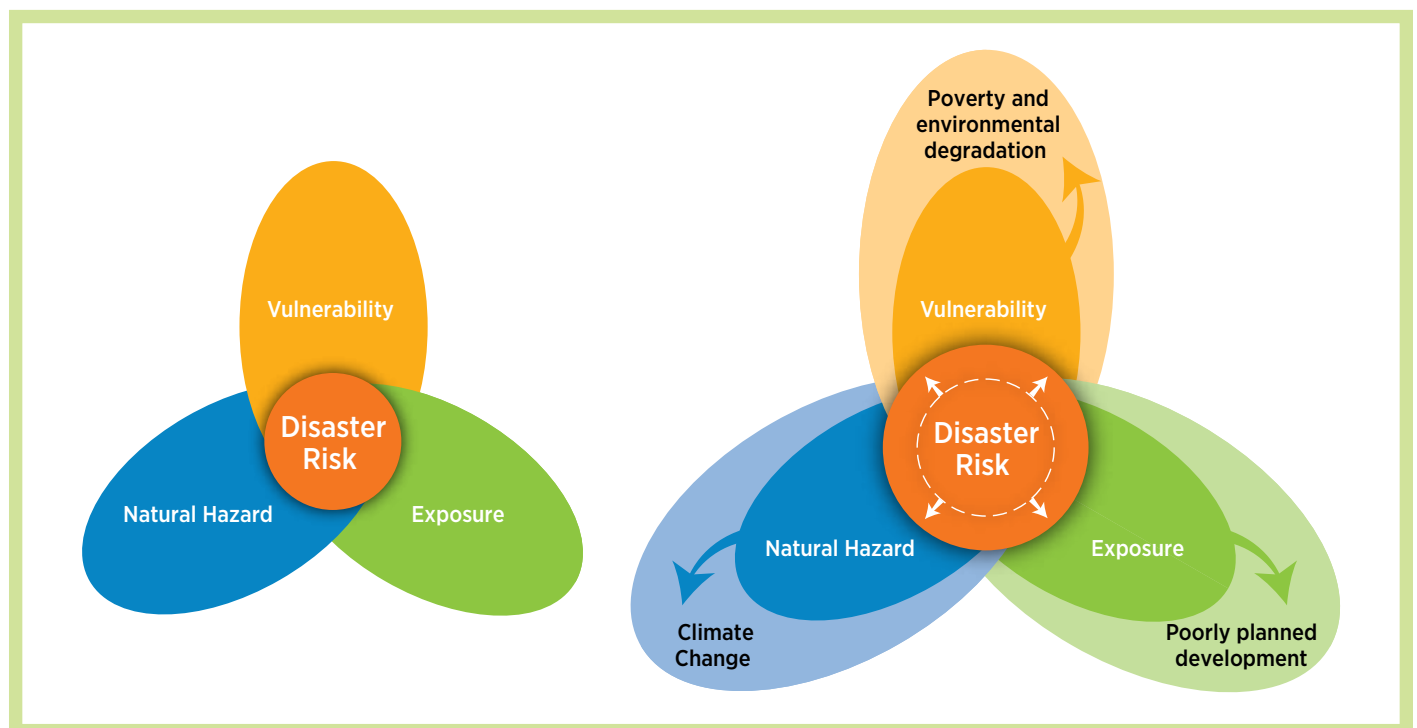 Vulnerability
Disaster
Risk
Natural Hazard
Exposure
Poverty and
environmental
degradation
Vulnerability
Disaster
Risk
Natural Hazard
Exposure
Climate
Change
Poorly planned
development